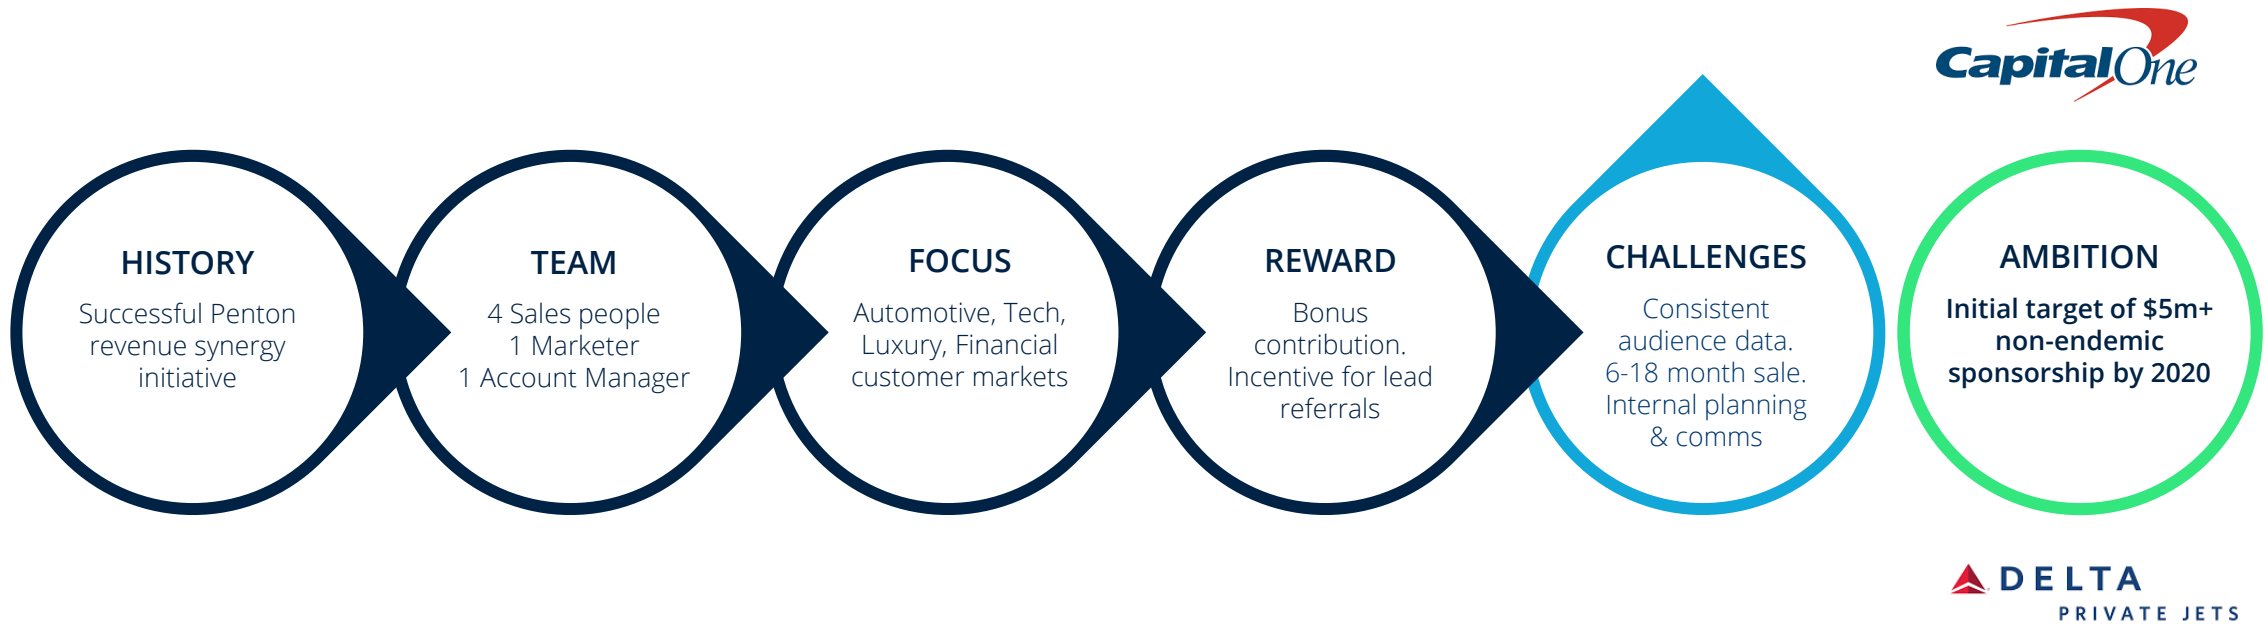 CapitalOne
HISTORY
Successful Penton
revenue synergy
initiative
TEAM
4 Sales people
1 Marketer
1 Account Manager
FOCUS
Automotive, Tech,
Luxury, Financial
customer markets
REWARD
Bonus
contribution.
Incentive for lead
referrals
CHALLENGES
Consistent
audience data.
6-18 month sale.
Internal planning
& comms
AMBITION
Initial target of $5m+
non-endemic
sponsorship by 2020
DELTA
PRIVATE JETS